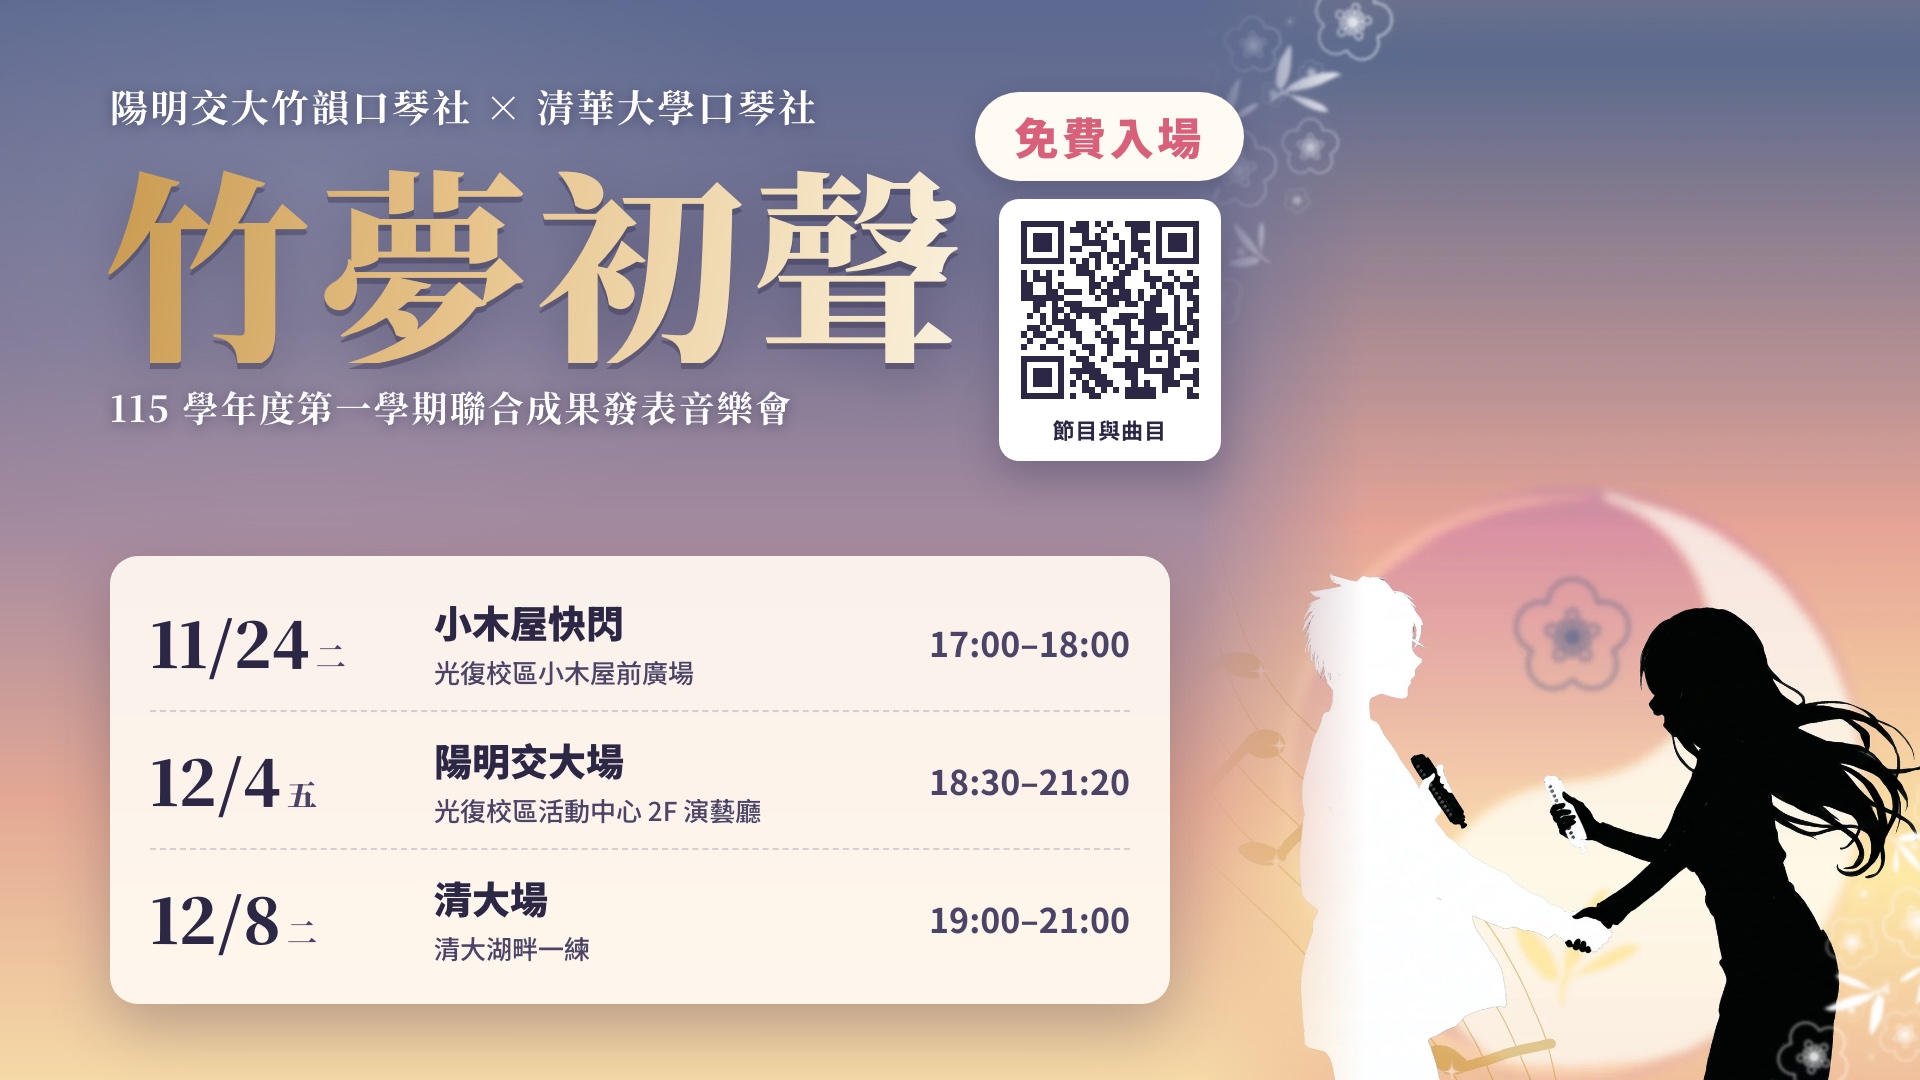 陽明交大竹韻口琴社 × 清華大學口琴社
竹夢初聲
115 學年度第一學期聯合成果發表音樂會
免費入場
節目與曲目
11/24 二
小木屋快閃
光復校區小木屋前廣場
17:00–18:00
12/4 五
陽明交大場
光復校區活動中心 2F 演藝廳
18:30–21:20
12/8 二
清大場
清大湖畔一練
19:00–21:00